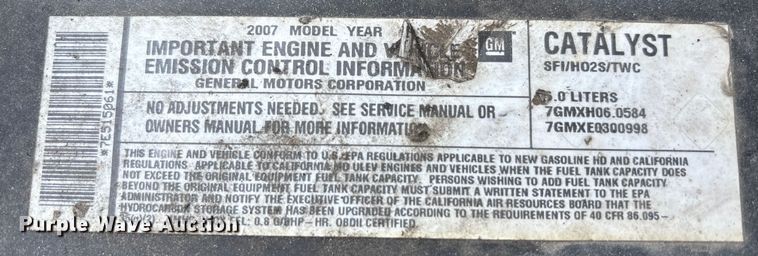 2007 MODEL YEAR
IMPORTANT ENGINE AND VEHICLE
EMISSION CONTROL INFORMATION
GENERAL MOTORS CORPORATION
GM
CATALYST
SFI/HO2S/TWC
*7E515061*
NO ADJUSTMENTS NEEDED. SEE SERVICE MANUAL OR
OWNERS MANUAL FOR MORE INFORMATION.
6.0 LITERS
7GMXH06.0584
7GMXE0300998
THIS ENGINE AND VEHICLE CONFORM TO U.S. EPA REGULATIONS APPLICABLE TO NEW GASOLINE HD AND CALIFORNIA
REGULATIONS APPLICABLE TO CALIFORNIA MD ULEV ENGINES AND VEHICLES WHEN THE FUEL TANK CAPACITY DOES
NOT EXCEED THE ORIGINAL EQUIPMENT FUEL TANK CAPACITY. PERSONS WISHING TO ADD FUEL TANK CAPACITY
BEYOND THE ORIGINAL EQUIPMENT FUEL TANK CAPACITY MUST SUBMIT A WRITTEN STATEMENT TO THE EPA
ADMINISTRATOR AND NOTIFY THE EXECUTIVE OFFICER OF THE CALIFORNIA AIR RESOURCES BOARD THAT THE
HYDROCARBON STORAGE SYSTEM HAS BEEN UPGRADED ACCORDING TO THE REQUIREMENTS OF 40 CFR 86.095-
0.8 G/BHP-HR. OBDII CERTIFIED.
Purple Wave Auction